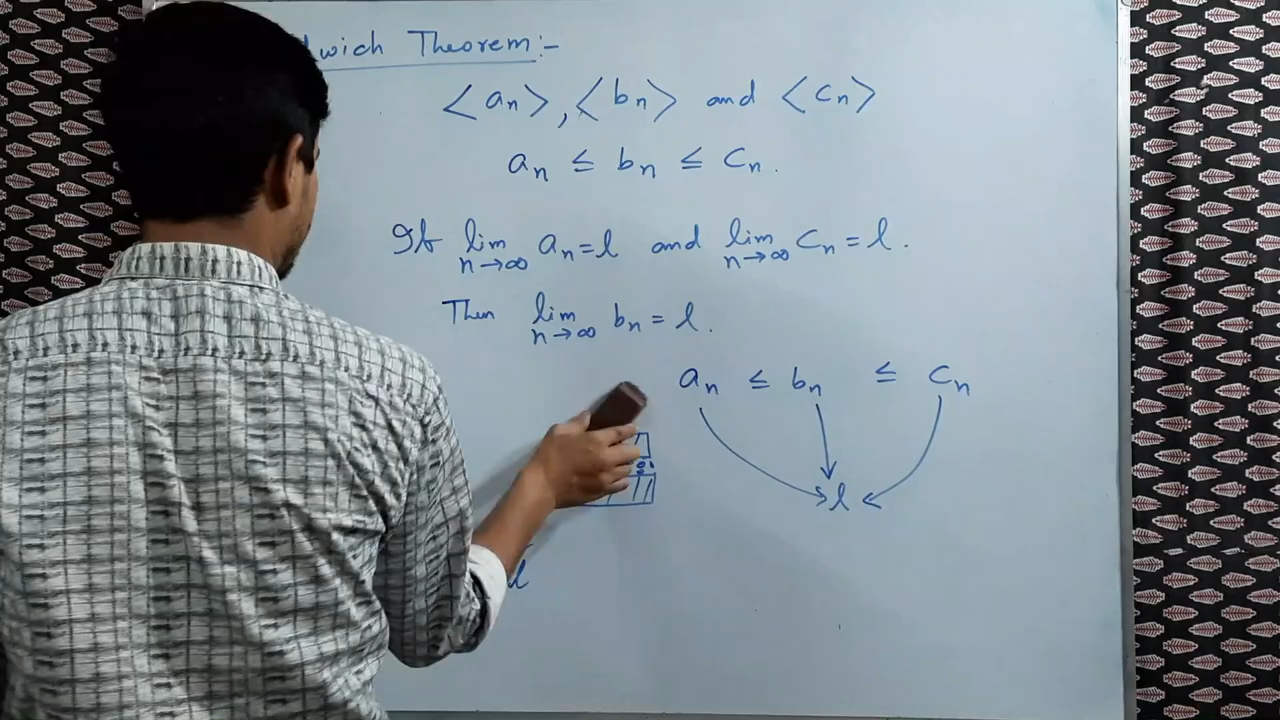 wich Theorem:-
<an>, <bn> and <cn>
an ≤ bn ≤ cn.
If lim n→∞ an = l and lim n→∞ cn = l.
Then lim n→∞ bn = l.
an ≤ bn ≤ cn
l